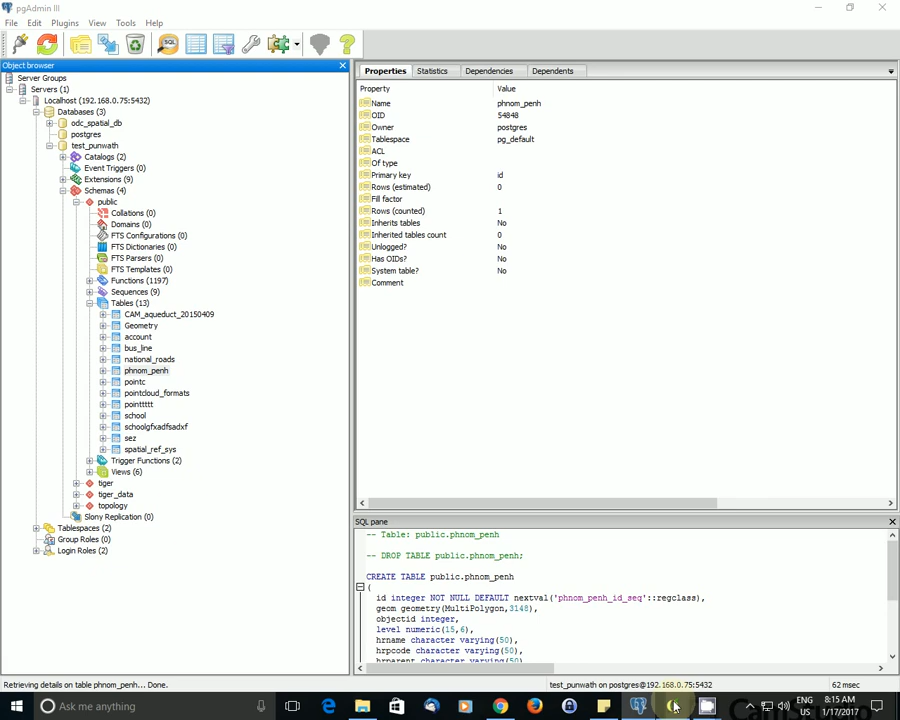 pgAdmin III
File Edit Plugins View Tools Help
Object browser
Server Groups
Servers (1)
Localhost (192.168.0.75:5432)
Databases (3)
odc_spatial_db
postgres
test_punwath
Catalogs (2)
Event Triggers (0)
Extensions (9)
Schemas (4)
public
Collations (0)
Domains (0)
FTS Configurations (0)
FTS Dictionaries (0)
FTS Parsers (0)
FTS Templates (0)
Functions (1197)
Sequences (9)
Tables (13)
CAM_aqueduct_20150409
Geometry
account
bus_line
national_roads
phnom_penh
pointc
pointcloud_formats
pointtttt
school
schoolgfxadfsadxf
sez
spatial_ref_sys
Trigger Functions (2)
Views (6)
tiger
tiger_data
topology
Slony Replication (0)
Tablespaces (2)
Group Roles (0)
Login Roles (2)
Properties Statistics Dependencies Dependents
Property Value
Name phnom_penh
OID 54848
Owner postgres
Tablespace pg_default
ACL
Of type
Primary key id
Rows (estimated) 0
Fill factor
Rows (counted) 1
Inherits tables No
Inherited tables count 0
Unlogged? No
Has OIDs? No
System table? No
Comment
SQL pane
-- Table: public.phnom_penh
-- DROP TABLE public.phnom_penh;
CREATE TABLE public.phnom_penh
(
id integer NOT NULL DEFAULT nextval('phnom_penh_id_seq'::regclass),
geom geometry(MultiPolygon,3148),
objectid integer,
level numeric(15,6),
hrname character varying(50),
hrpcode character varying(50),
hrparent character varying(50)
Retrieving details on table phnom_penh... Done. test_punwath on postgres@192.168.0.75:5432 62 msec
Ask me anything
ENG 8:15 AM
US 1/17/2017